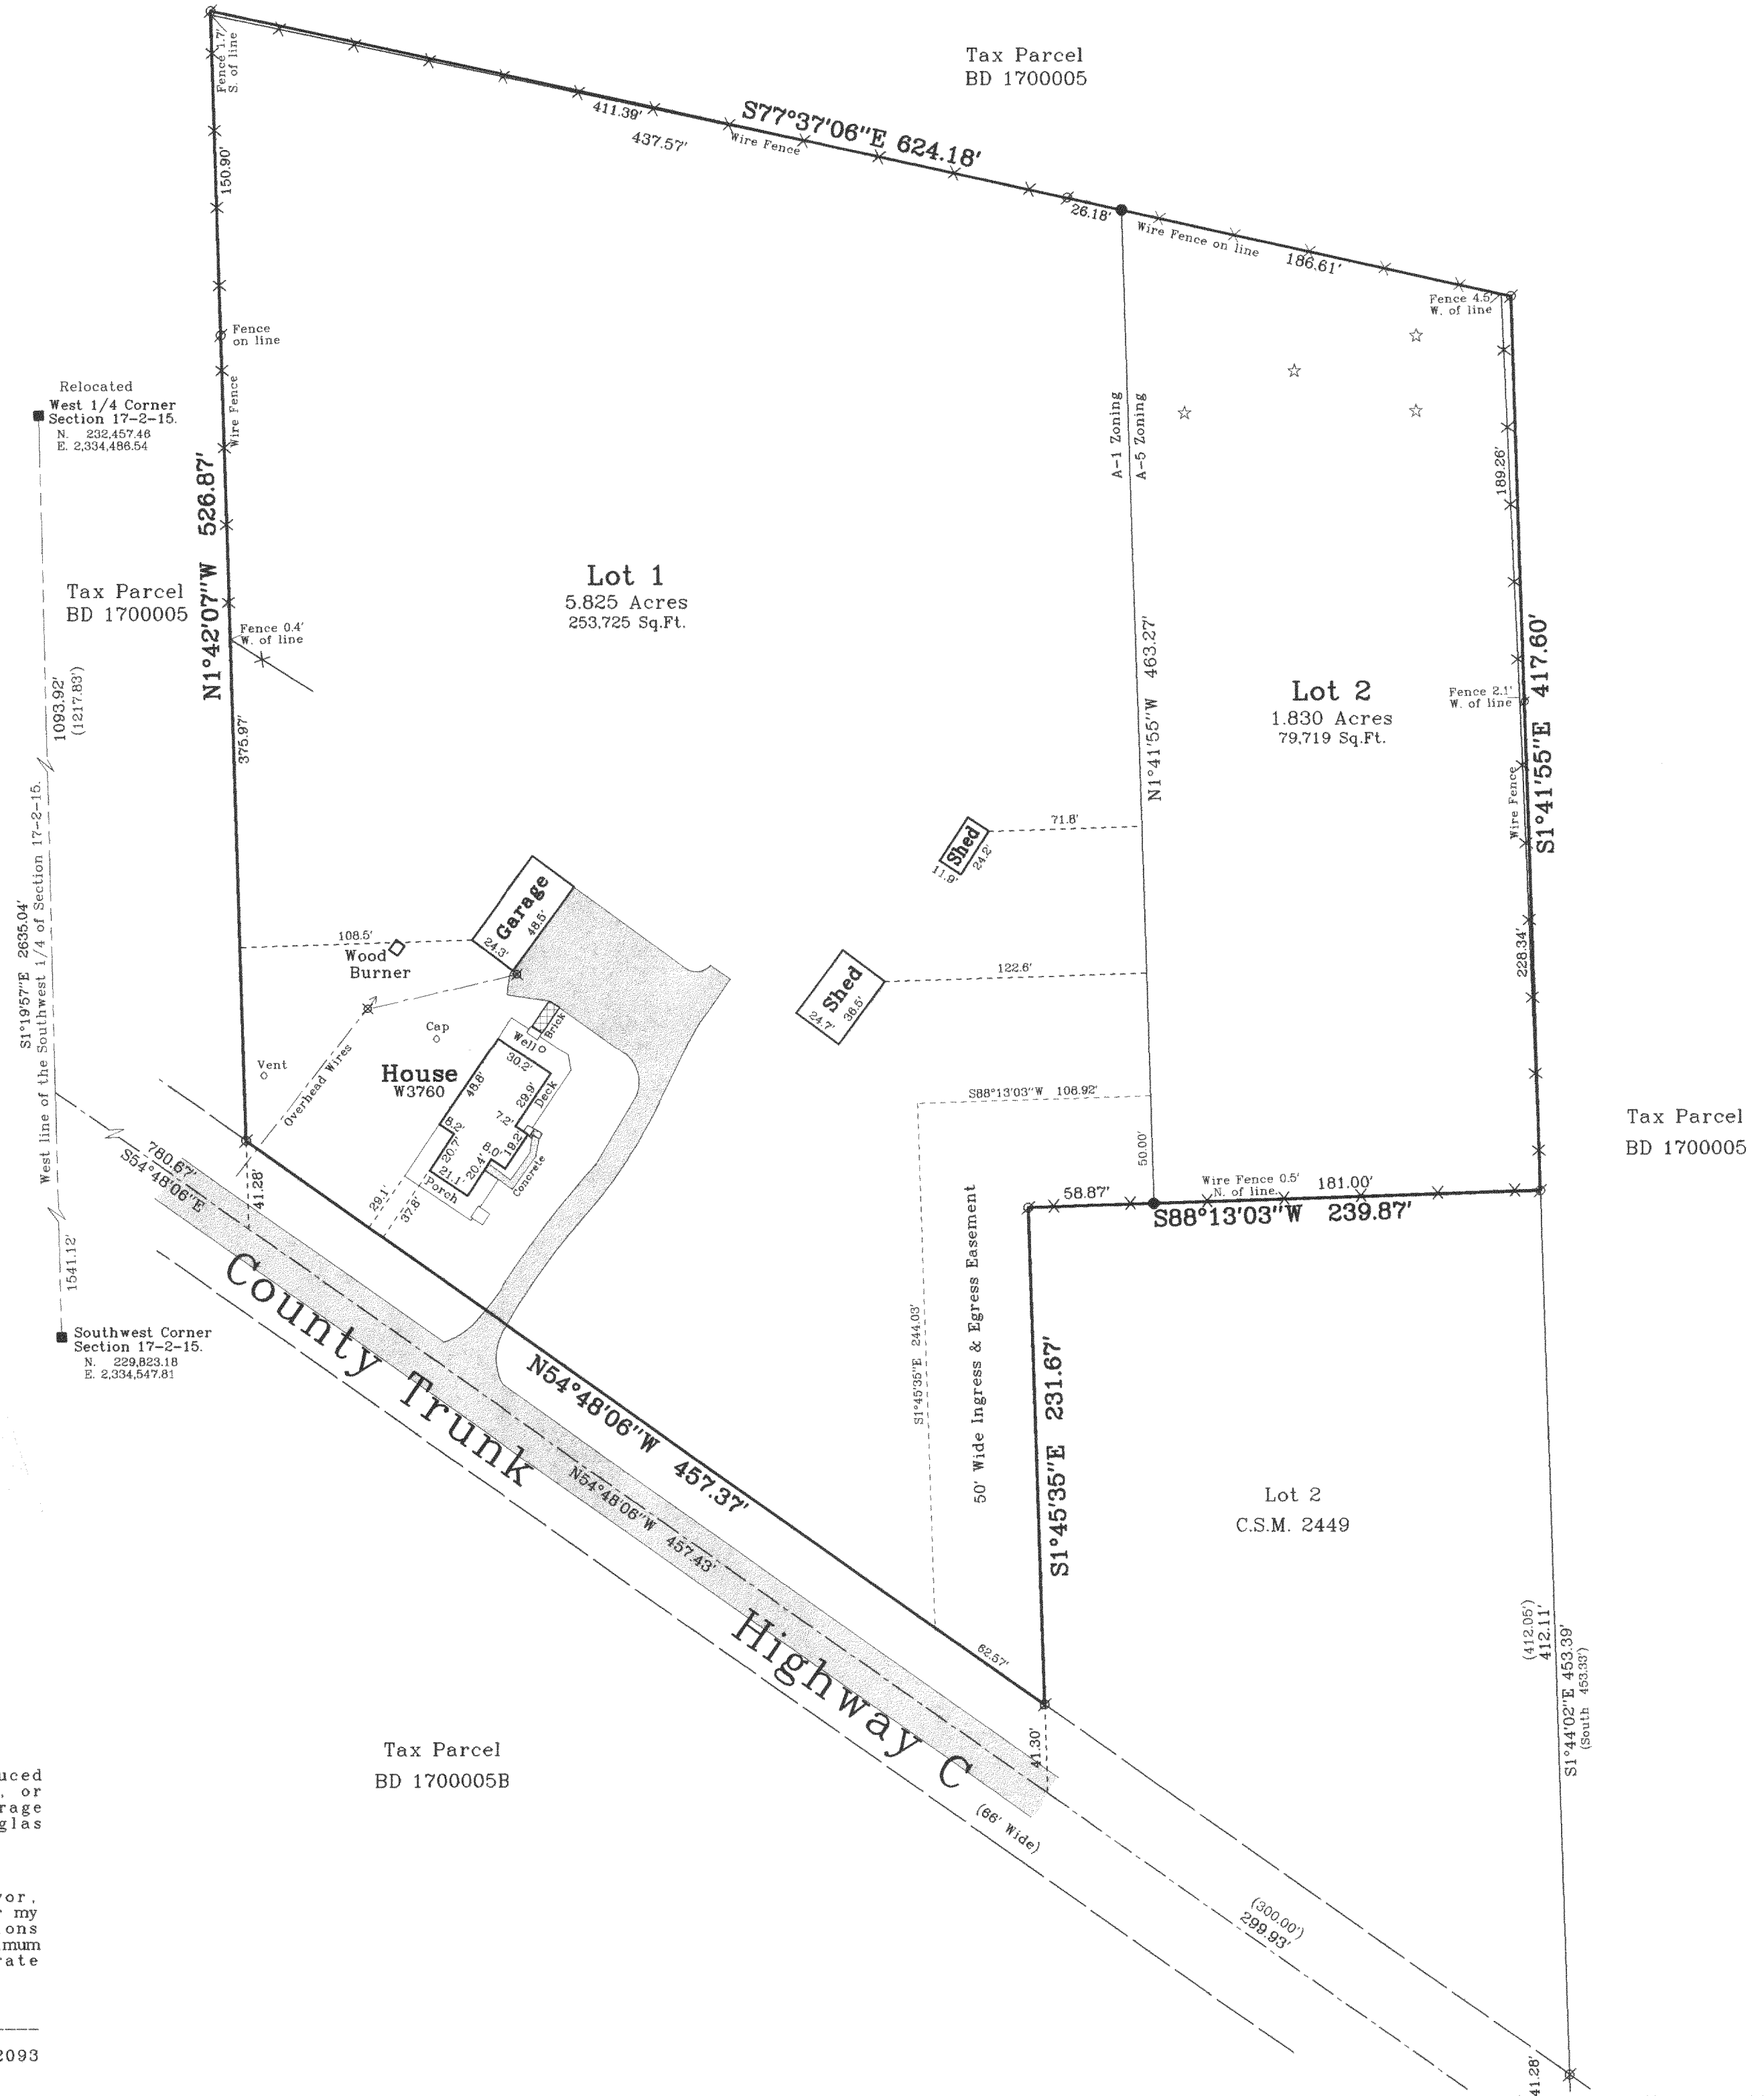 Tax Parcel
BD 1700005
Fence 1.7'
S. of line
411.39'
437.57'
S77°37'06"E 624.18'
Wire Fence
26.18'
Wire Fence on line
186.61'
Fence 4.5'
W. of line
150.90'
Fence
on line
Wire Fence
Relocated
West 1/4 Corner
Section 17-2-15.
N. 232,457.46
E. 2,334,486.54
N1°42'07"W 526.87'
Tax Parcel
BD 1700005
Fence 0.4'
W. of line
375.97'
1093.92'
(1217.83')
S1°19'57"E 2635.04'
West line of the Southwest 1/4 of Section 17-2-15.
1541.12'
Southwest Corner
Section 17-2-15.
N. 229,823.18
E. 2,334,547.81
Lot 1
5.825 Acres
253,725 Sq.Ft.
A-1 Zoning
A-5 Zoning
N1°41'55"W 463.27'
50.00'
Lot 2
1.830 Acres
79,719 Sq.Ft.
189.26'
Fence 2.1'
W. of line
Wire Fence
228.34'
S1°41'55"E 417.60'
Shed
11.9'
24.2'
71.8'
Shed
24.7'
36.5'
122.6'
Garage
24.3'
48.5'
108.5'
Wood
Burner
Cap
Vent
Overhead Wires
House
W3760
Well
Brick
Deck
30.2'
48.8'
29.9'
7.2'
8.2'
20.7'
19.2'
8.0'
20.4'
21.1'
Porch
Concrete
29.1'
37.8'
41.28'
780.67'
S54°48'06"E
S88°13'03"W 106.92'
S1°45'35"E 244.03'
50' Wide Ingress & Egress Easement
58.87'
Wire Fence 0.5'
N. of line.
181.00'
S88°13'03"W 239.87'
S1°45'35"E 231.67'
Tax Parcel
BD 1700005
County Trunk Highway C
(66' Wide)
N54°48'06"W 457.37'
N54°48'06"W 457.43'
62.57'
41.30'
Lot 2
C.S.M. 2449
(412.05')
412.11'
S1°44'02"E 453.39'
(South 453.33')
(300.00')
299.93'
41.28'
Tax Parcel
BD 1700005B
uced
, or
rage
glas
or,
my
ons
mum
rate
2093